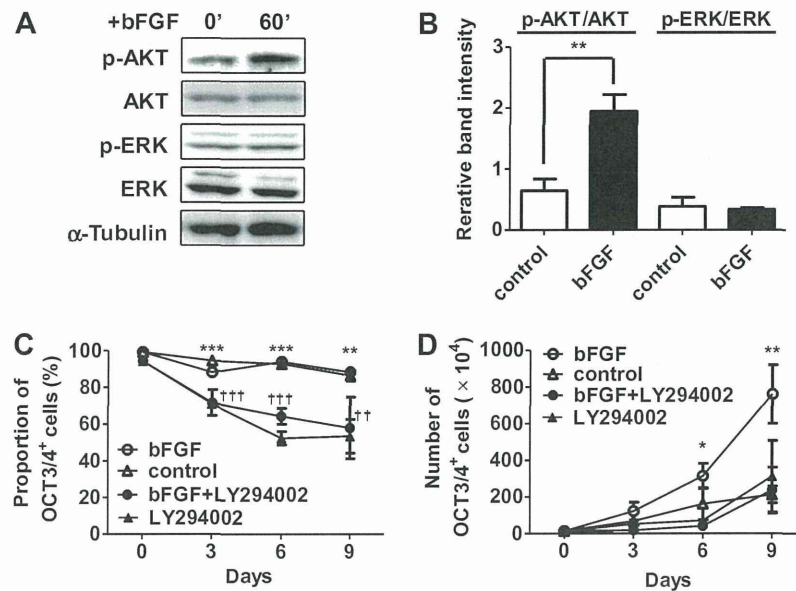 A
+bFGF 0’ 60’
p-AKT
AKT
p-ERK
ERK
α-Tubulin
B
p-AKT/AKT p-ERK/ERK
**
Rerative band intensity
3
2
1
0
control
bFGF
control
bFGF
C
Proportion of
OCT3/4+ cells (%)
100
80
60
40
20
0
*** *** **
††† ††† ††
bFGF
control
bFGF+LY294002
LY294002
0 3 6 9
Days
D
Number of
OCT3/4+ cells ( × 10⁴)
1000
800
600
400
200
0
bFGF
control
bFGF+LY294002
LY294002
**
*
0 3 6 9
Days